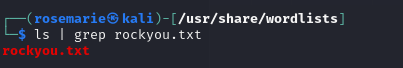 ┌──(rosemarie㉿kali)-[/usr/share/wordlists]
└─$ ls | grep rockyou.txt
rockyou.txt